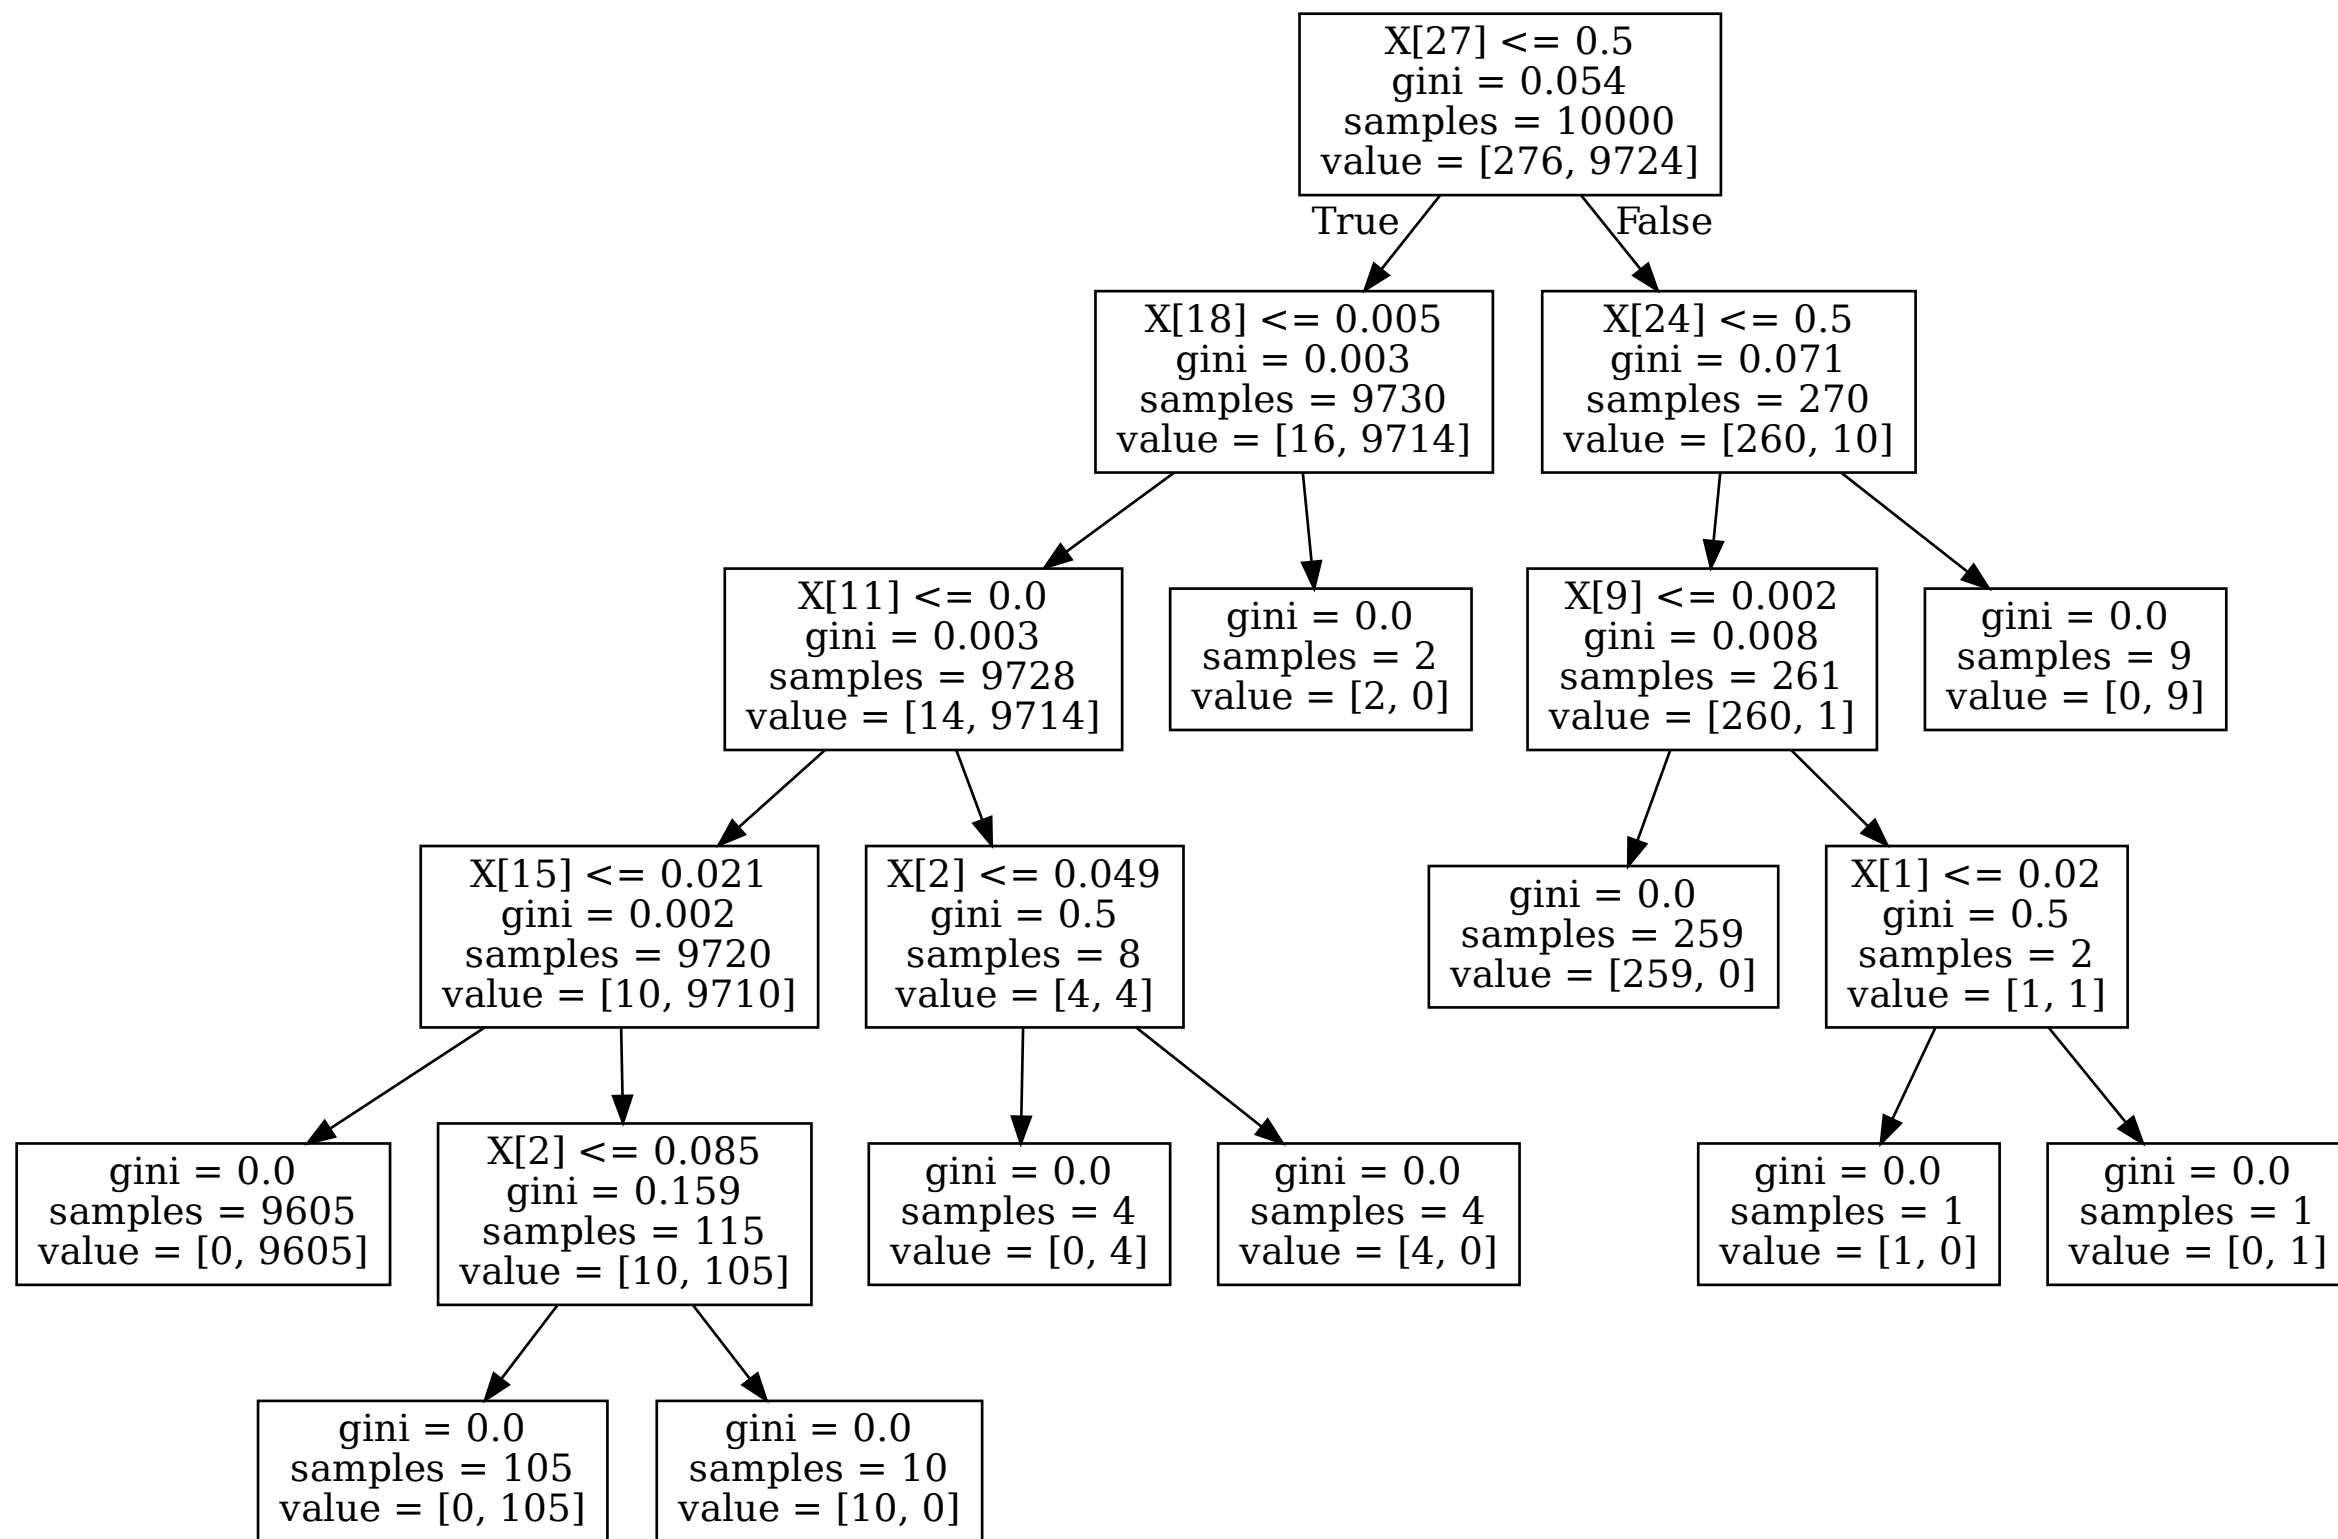 X[27] <= 0.5
gini = 0.054
samples = 10000
value = [276, 9724]
True
False
X[18] <= 0.005
gini = 0.003
samples = 9730
value = [16, 9714]
X[24] <= 0.5
gini = 0.071
samples = 270
value = [260, 10]
X[11] <= 0.0
gini = 0.003
samples = 9728
value = [14, 9714]
gini = 0.0
samples = 2
value = [2, 0]
X[9] <= 0.002
gini = 0.008
samples = 261
value = [260, 1]
gini = 0.0
samples = 9
value = [0, 9]
X[15] <= 0.021
gini = 0.002
samples = 9720
value = [10, 9710]
X[2] <= 0.049
gini = 0.5
samples = 8
value = [4, 4]
gini = 0.0
samples = 259
value = [259, 0]
X[1] <= 0.02
gini = 0.5
samples = 2
value = [1, 1]
gini = 0.0
samples = 9605
value = [0, 9605]
X[2] <= 0.085
gini = 0.159
samples = 115
value = [10, 105]
gini = 0.0
samples = 4
value = [0, 4]
gini = 0.0
samples = 4
value = [4, 0]
gini = 0.0
samples = 1
value = [1, 0]
gini = 0.0
samples = 1
value = [0, 1]
gini = 0.0
samples = 105
value = [0, 105]
gini = 0.0
samples = 10
value = [10, 0]